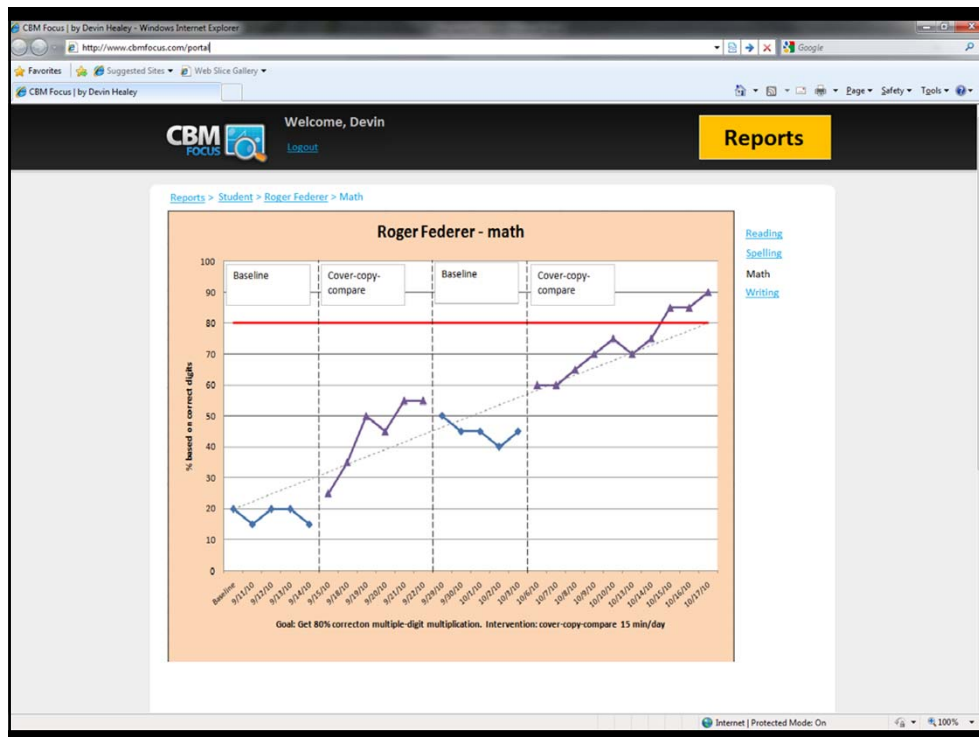 CBM Focus | by Devin Healey - Windows Internet Explorer
http://www.cbmfocus.com/portal
Google
Favorites
Suggested Sites
Web Slice Gallery
CBM Focus | by Devin Healey
Page
Safety
Tools
CBM
FOCUS
Welcome, Devin
Logout
Reports
Reports > Student > Roger Federer > Math
Roger Federer - math
Reading
Spelling
Math
Writing
Baseline
Cover-copy-
compare
Baseline
Cover-copy-
compare
% based on correct digits
100
90
80
70
60
50
40
30
20
10
0
Baseline
9/11/10
9/12/10
9/13/10
9/14/10
9/15/10
9/18/10
9/19/10
9/20/10
9/21/10
9/22/10
9/29/10
9/30/10
10/1/10
10/2/10
10/3/10
10/6/10
10/7/10
10/8/10
10/9/10
10/10/10
10/13/10
10/14/10
10/15/10
10/16/10
10/17/10
Goal: Get 80% correcton multiple-digit multiplication. Intervention: cover-copy-compare 15 min/day
Internet | Protected Mode: On
100%